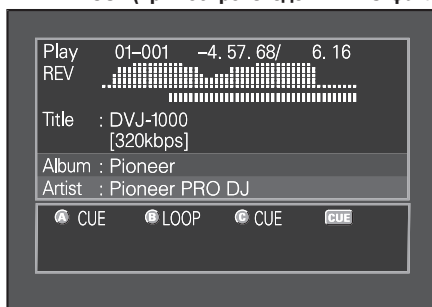 Play 01–001 –4. 57. 68/ 6. 16
REV
Title : DVJ-1000
[320kbps]
Album : Pioneer
Artist : Pioneer PRO DJ
A CUE B LOOP C CUE CUE